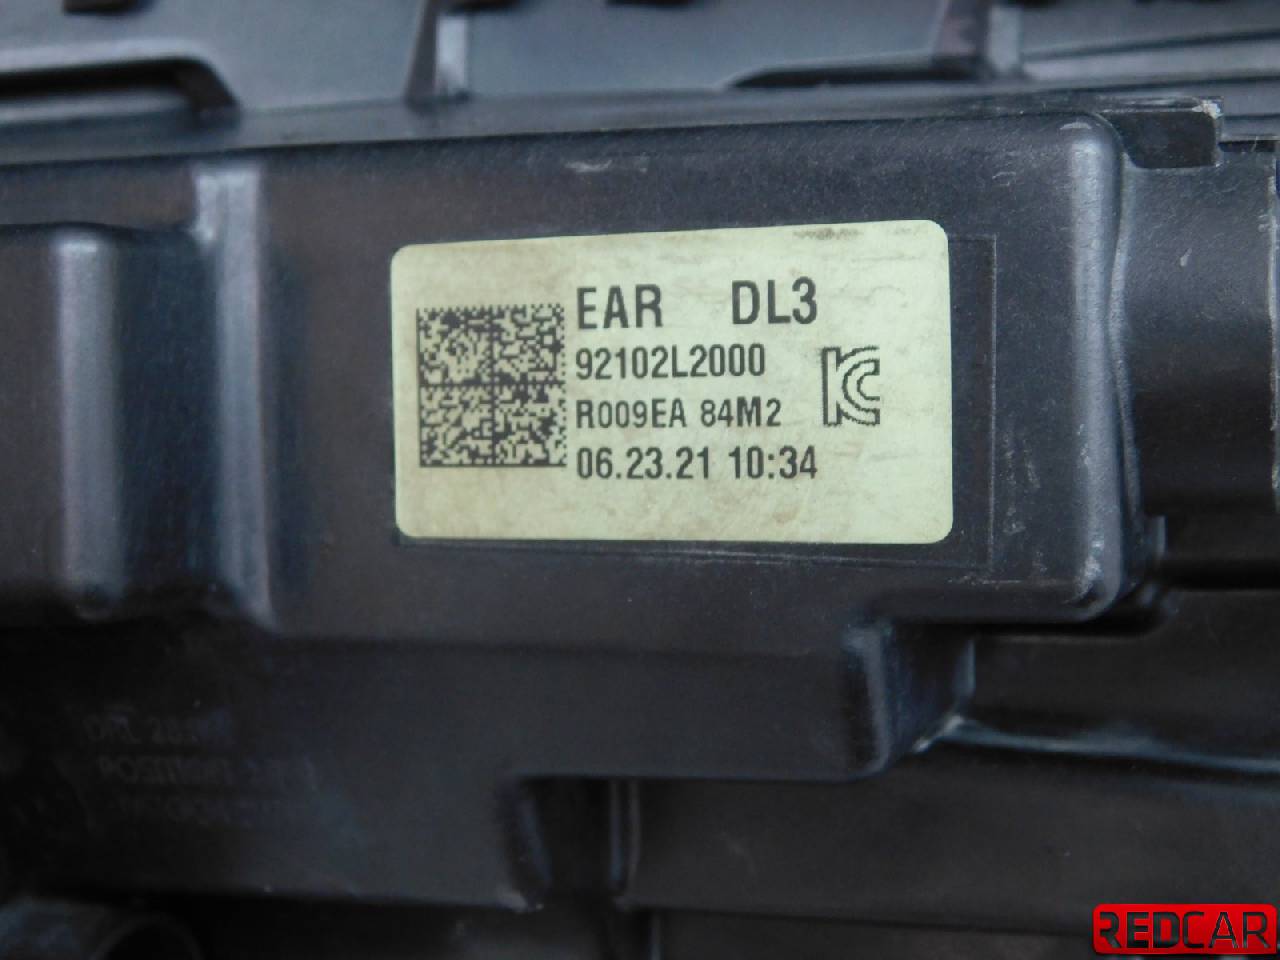 EAR DL3
92102L2000
R009EA 84M2
06.23.21 10:34
REDCAR